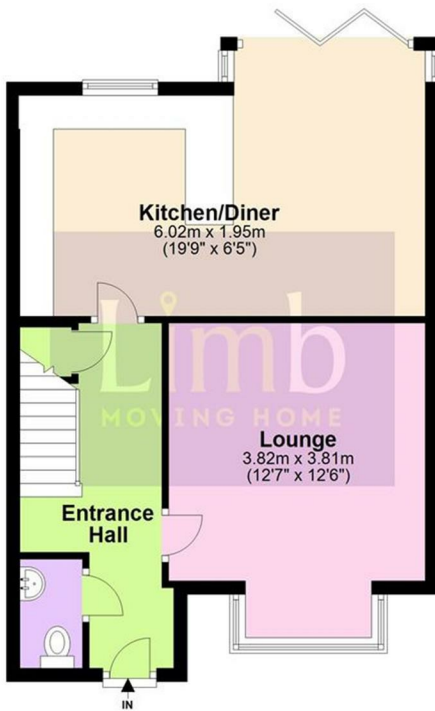 Kitchen/Diner
6.02m x 1.95m
(19'9" x 6'5")
Limb
MOVING HOME
Lounge
3.82m x 3.81m
(12'7" x 12'6")
Entrance
Hall
IN